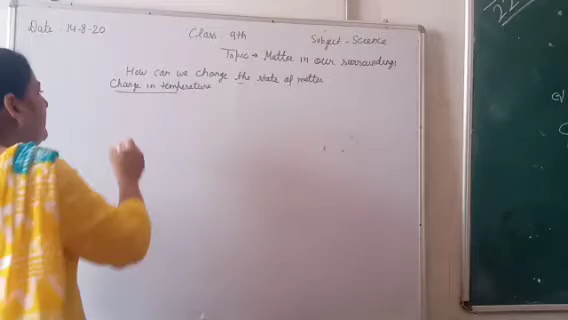 Date - 14-8-20 Class 9th Subject - Science
Topic → Matter in our surroundings
How can we change the state of matter
Change in temperature